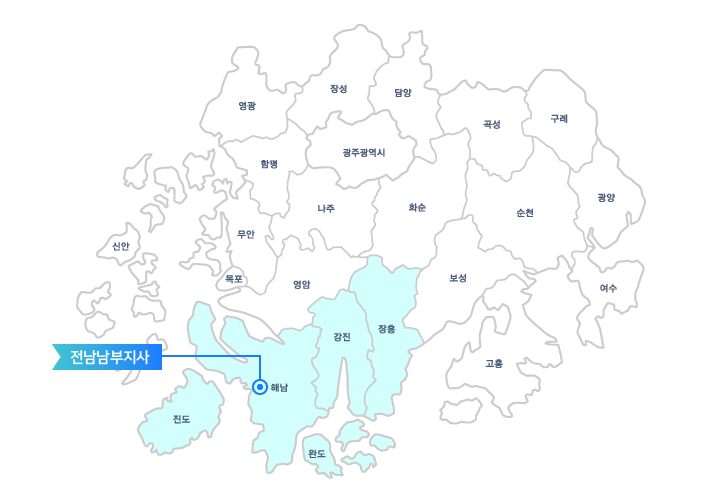 장성
담양
영광
곡성
구례
광주광역시
함평
광양
나주
화순
순천
무안
신안
목포
영암
보성
여수
장흥
강진
전남남부지사
고흥
해남
진도
완도